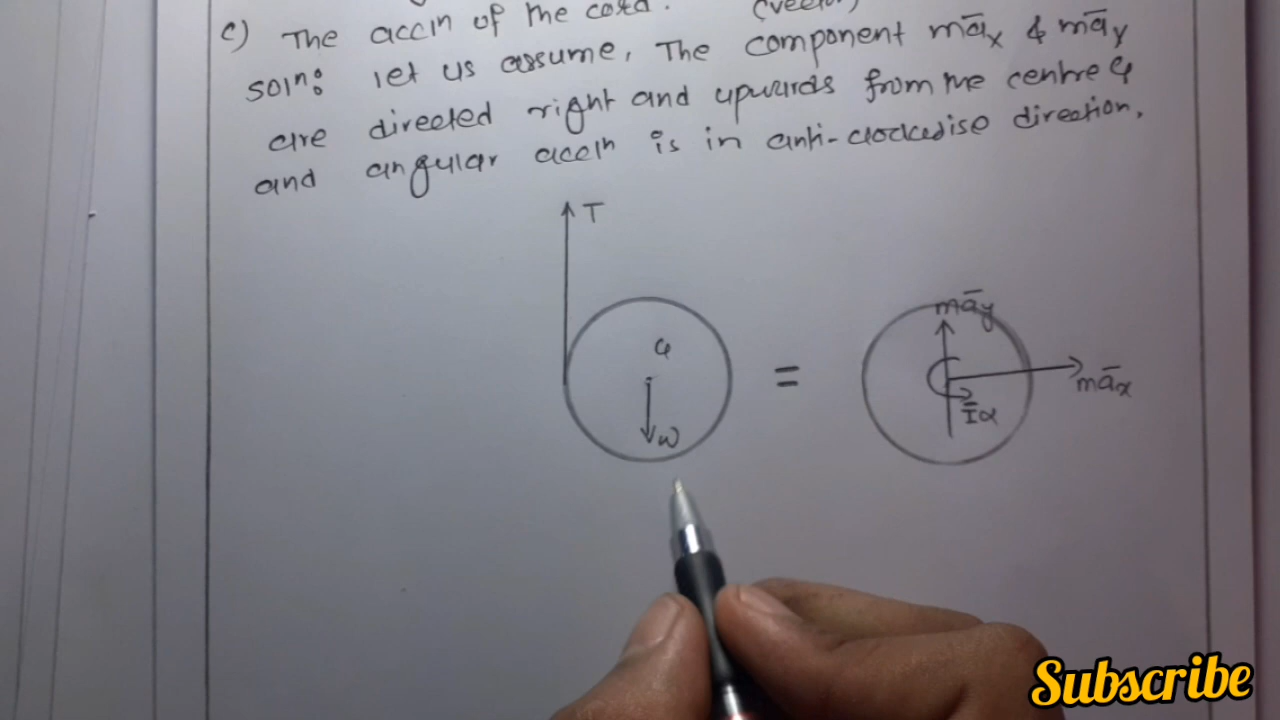 c) The accn of the cord. (vector)
soln: let us assume, The component māx & māy
are directed right and upwards from the centre G
and angular accln is in anti-clockwise direction.
T
māy
G
=
māx
Īα
W
Subscribe